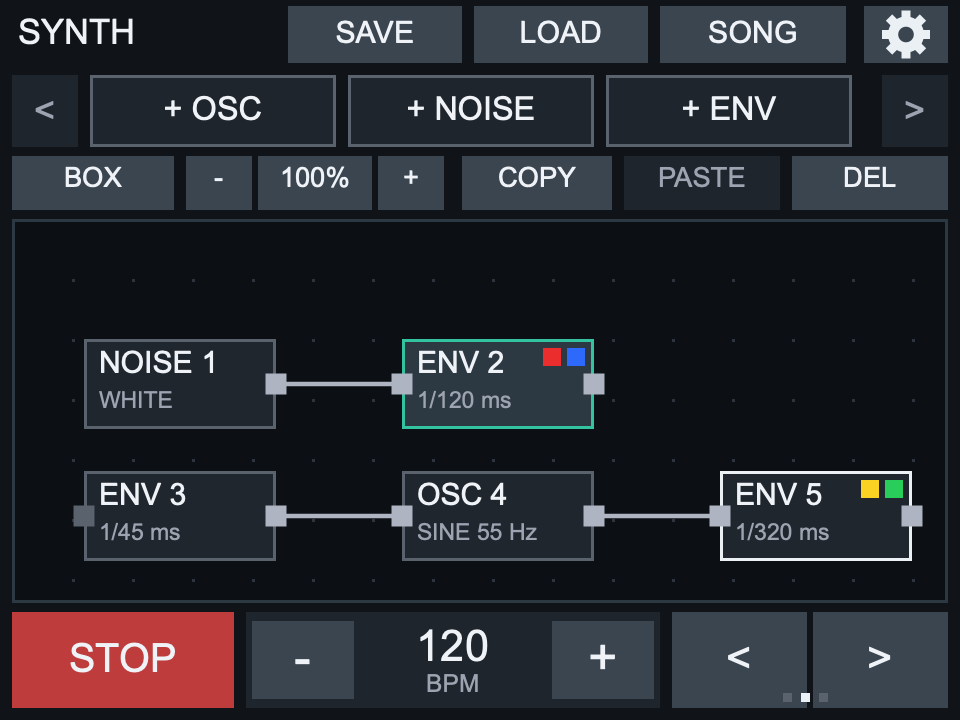 SYNTH SAVE LOAD SONG
< + OSC + NOISE + ENV >
BOX - 100% + COPY PASTE DEL
NOISE 1 ENV 2
WHITE 1/120 ms
ENV 3 OSC 4 ENV 5
1/45 ms SINE 55 Hz 1/320 ms
STOP - 120 + < >
BPM